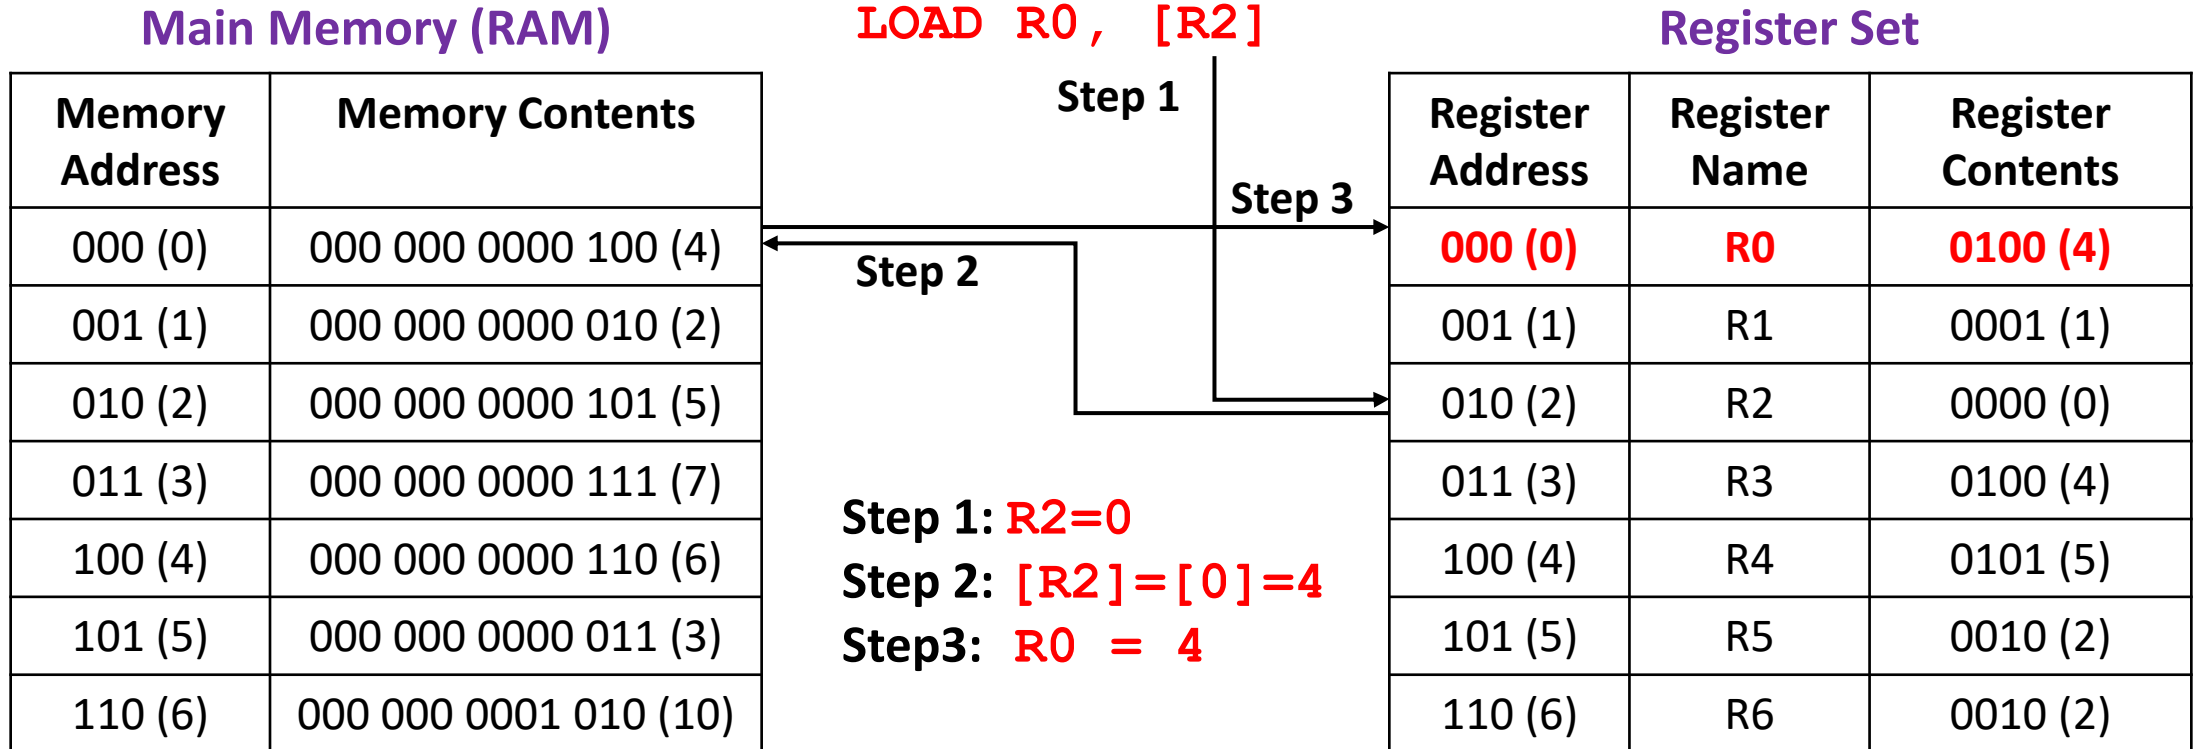 Main Memory (RAM)
LOAD R0, [R2]
Register Set
Memory Address
Memory Contents
000 (0) 000 000 0000 100 (4)
001 (1) 000 000 0000 010 (2)
010 (2) 000 000 0000 101 (5)
011 (3) 000 000 0000 111 (7)
100 (4) 000 000 0000 110 (6)
101 (5) 000 000 0000 011 (3)
110 (6) 000 000 0001 010 (10)
Step 1
Step 3
Step 2
Step 1: R2=0
Step 2: [R2]=[0]=4
Step3: R0 = 4
Register Address
Register Name
Register Contents
000 (0) R0 0100 (4)
001 (1) R1 0001 (1)
010 (2) R2 0000 (0)
011 (3) R3 0100 (4)
100 (4) R4 0101 (5)
101 (5) R5 0010 (2)
110 (6) R6 0010 (2)